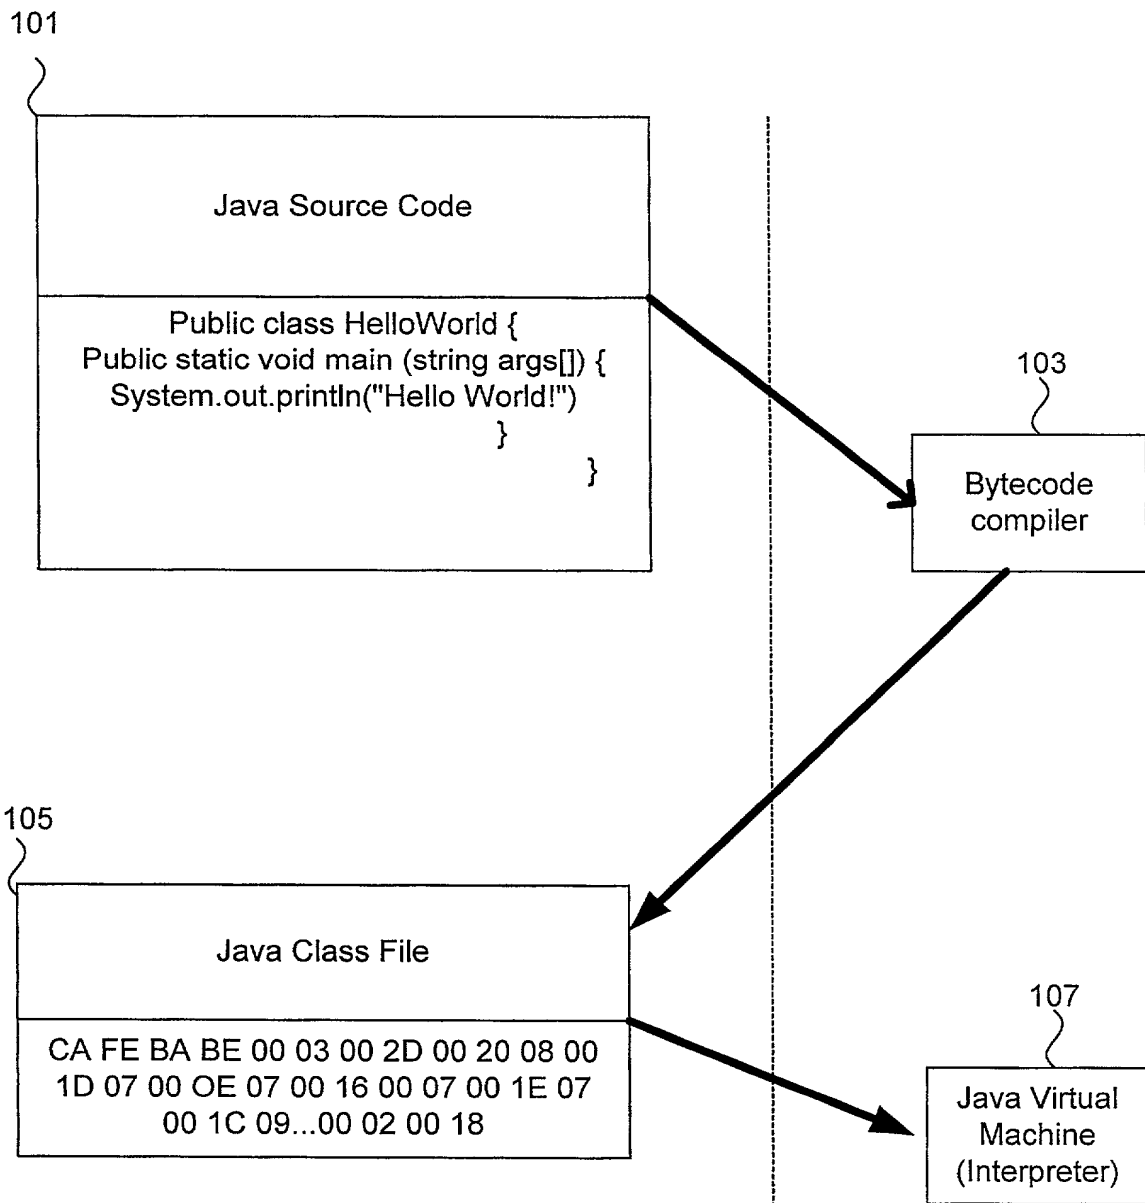 101
Java Source Code
Public class HelloWorld {
Public static void main (string args[]) {
System.out.println("Hello World!")
}
}
103
Bytecode
compiler
105
Java Class File
CA FE BA BE 00 03 00 2D 00 20 08 00
1D 07 00 OE 07 00 16 00 07 00 1E 07
00 1C 09...00 02 00 18
107
Java Virtual
Machine
(Interpreter)